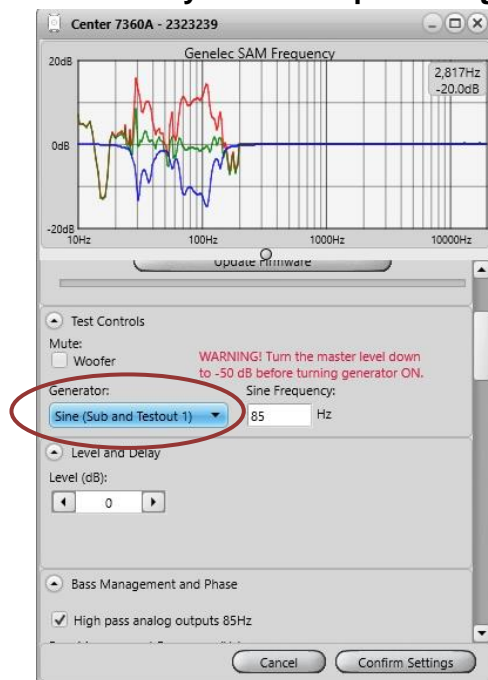 Center 7360A - 2323239
Genelec SAM Frequency
20dB
2,817Hz
-20.0dB
0dB
-20dB
10Hz 100Hz 1000Hz 10000Hz
Update Firmware
Test Controls
Mute:
Woofer
WARNING! Turn the master level down
to -50 dB before turning generator ON.
Generator: Sine Frequency:
Sine (Sub and Testout 1) 85 Hz
Level and Delay
Level (dB):
0
Bass Management and Phase
High pass analog outputs 85Hz
Cancel Confirm Settings